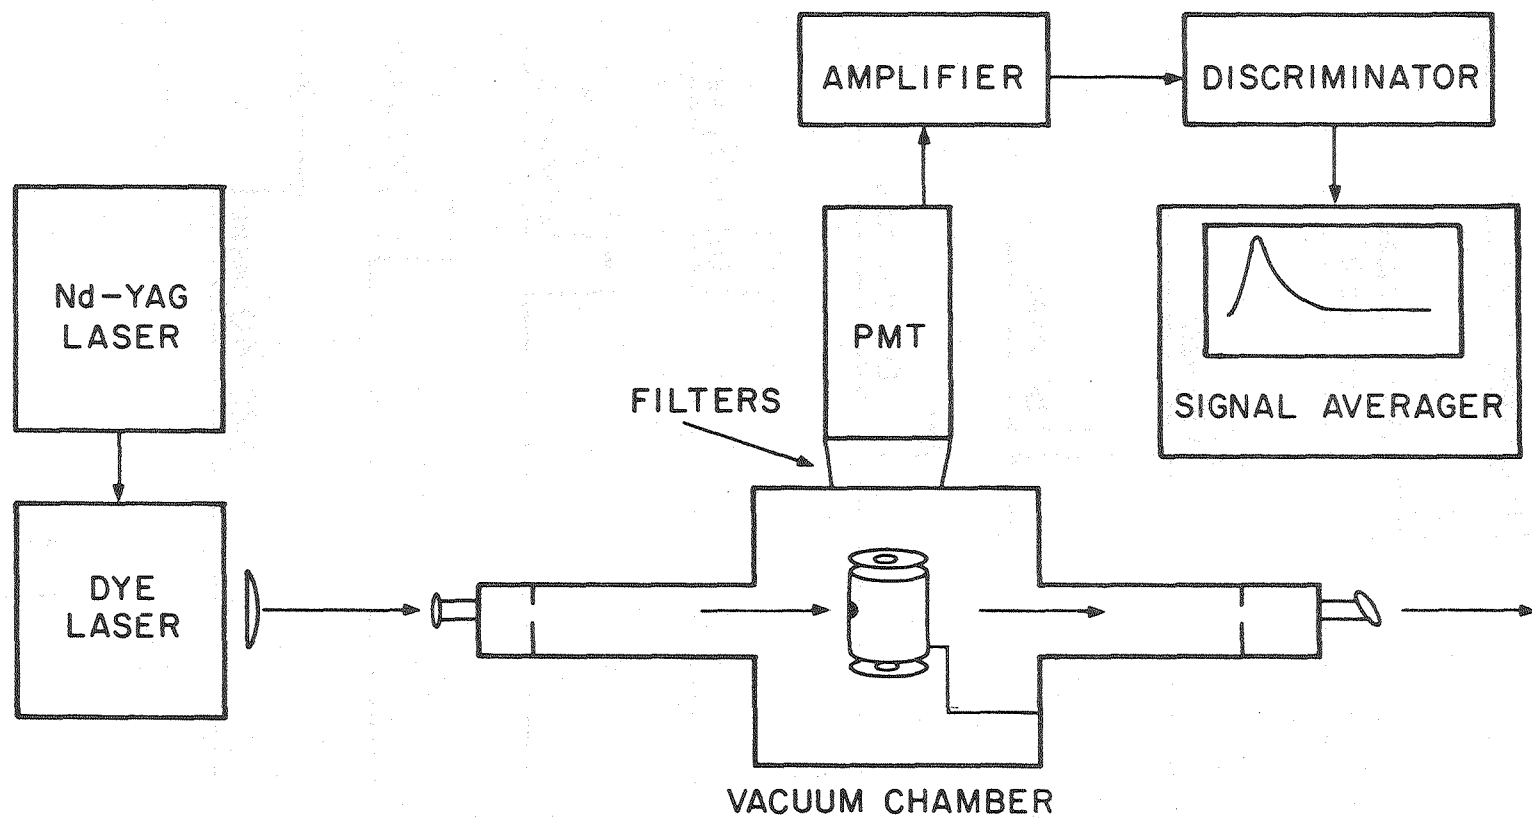 AMPLIFIER
DISCRIMINATOR
Nd-YAG
LASER
PMT
FILTERS
SIGNAL AVERAGER
DYE
LASER
VACUUM CHAMBER